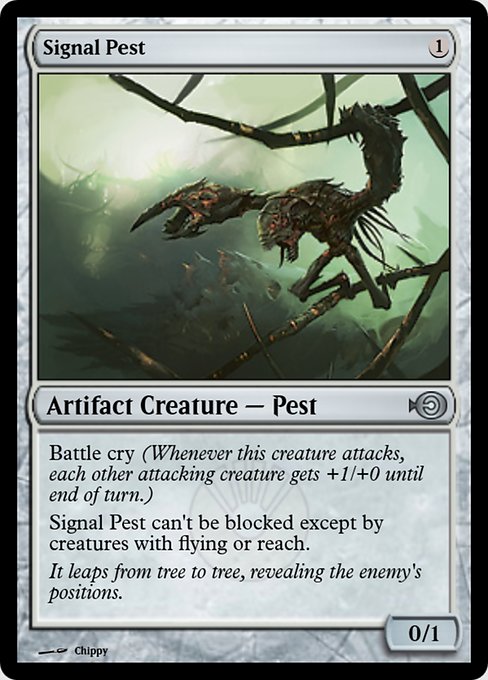 Signal Pest 1
Artifact Creature — Pest
Battle cry (Whenever this creature attacks,
each other attacking creature gets +1/+0 until
end of turn.)
Signal Pest can't be blocked except by
creatures with flying or reach.
It leaps from tree to tree, revealing the enemy's
positions.
0/1
Chippy